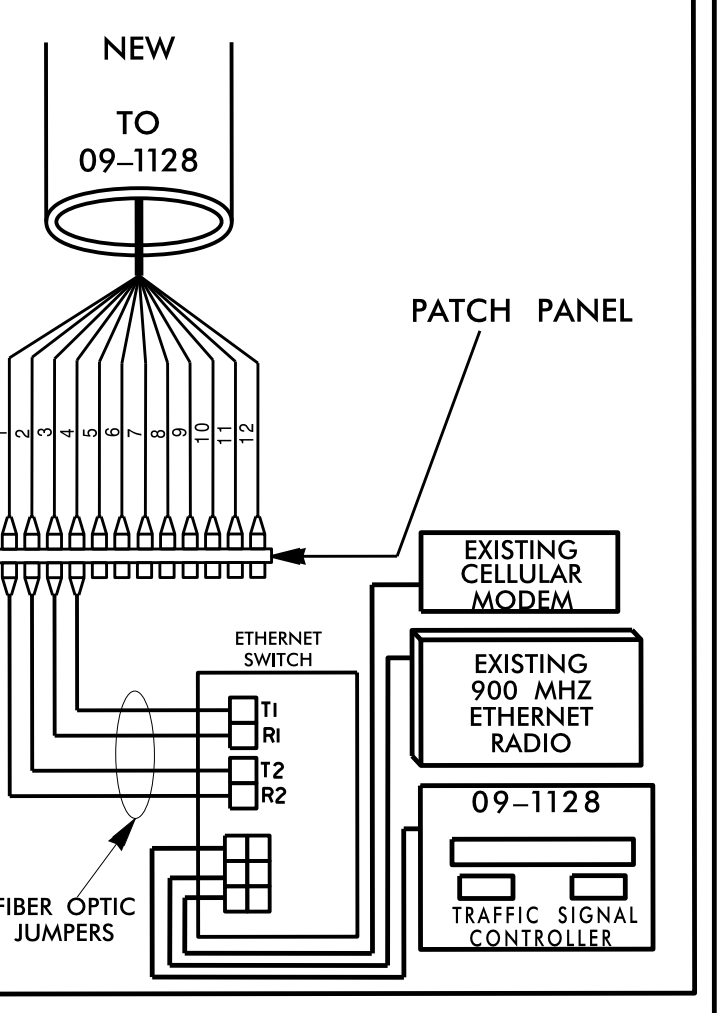 NEW
TO
09–1128
PATCH PANEL
1 2 3 4 5 6 7 8 9 10 11 12
EXISTING
CELLULAR
MODEM
ETHERNET
SWITCH
EXISTING
900 MHZ
ETHERNET
RADIO
T1
R1
T2
R2
09–1128
TRAFFIC SIGNAL
CONTROLLER
FIBER OPTIC
JUMPERS